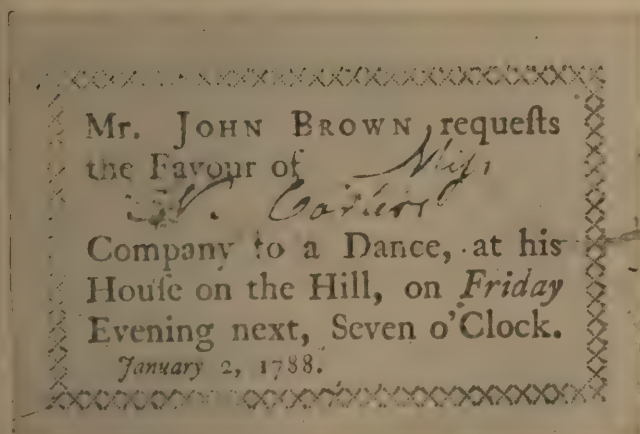 Mr. JOHN BROWN, requeſts
the Favour of Miſs
Company to a Dance, at his
Houſe on the Hill, on Friday
Evening next, Seven o'Clock.
January 2, 1788.